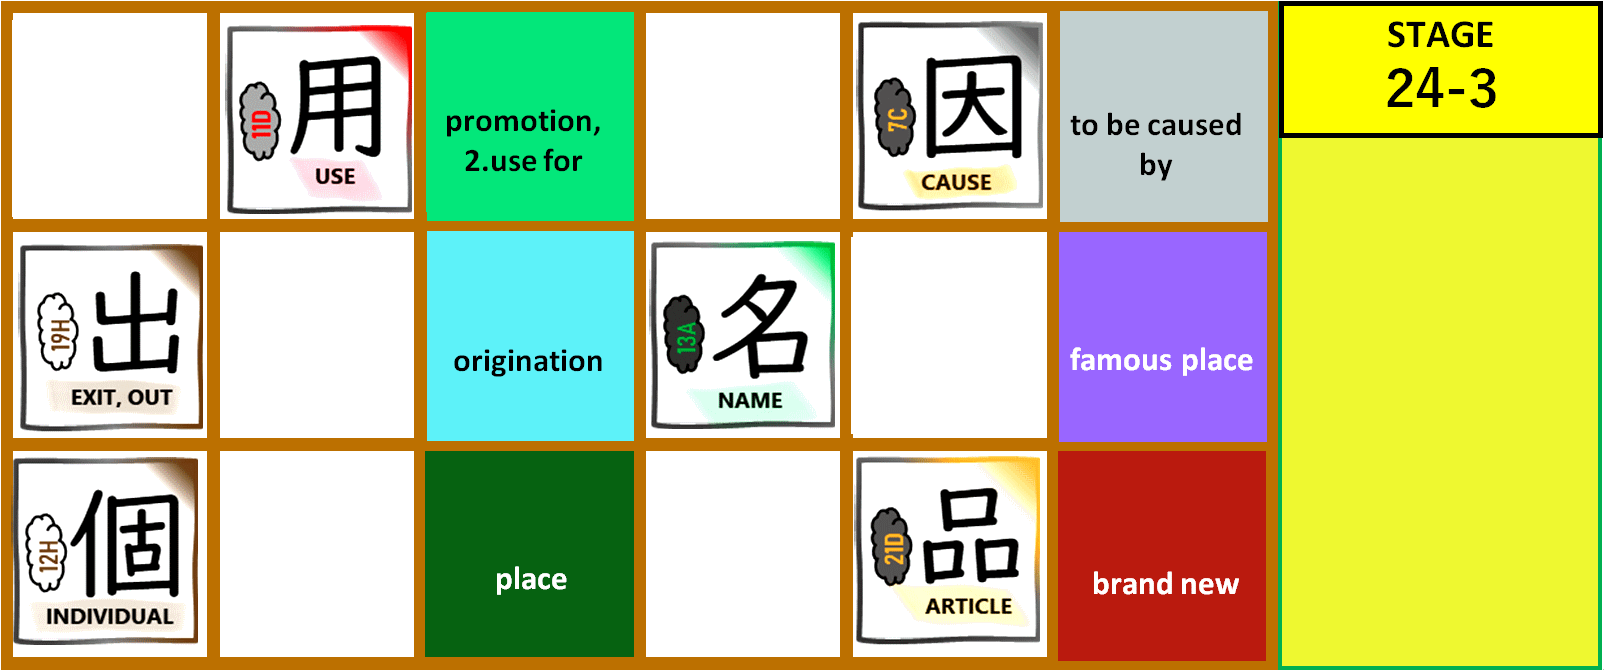 11D
用
USE
promotion,
2.use for
7C
因
CAUSE
to be caused
by
STAGE
24-3
19H
出
EXIT, OUT
origination
13A
名
NAME
famous place
12H
個
INDIVIDUAL
place
21D
品
ARTICLE
brand new